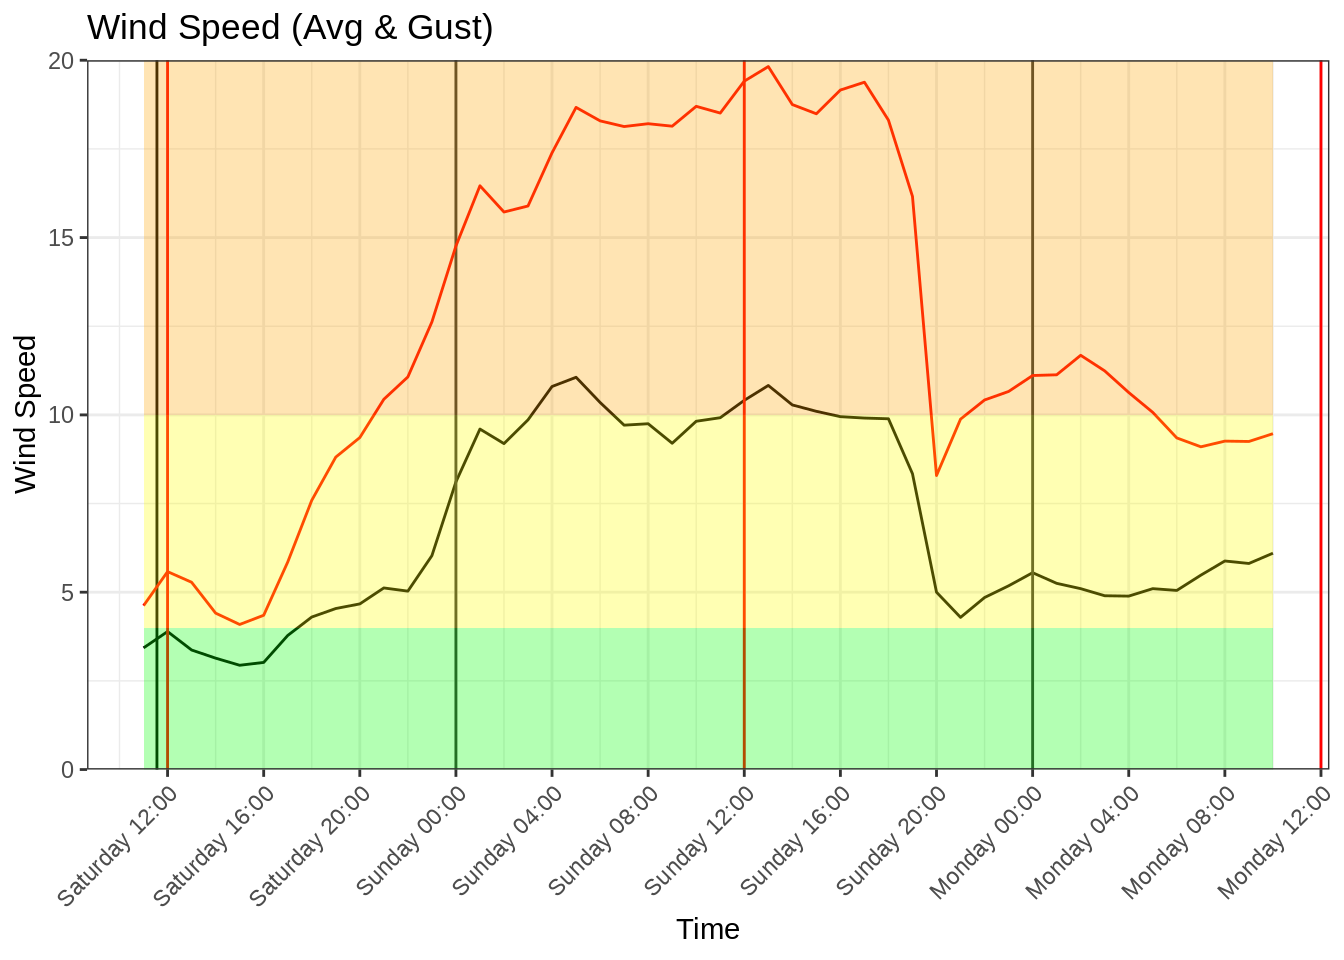 Wind Speed (Avg & Gust)
20
15
10
5
0
Wind Speed
Saturday 12:00
Saturday 16:00
Saturday 20:00
Sunday 00:00
Sunday 04:00
Sunday 08:00
Sunday 12:00
Sunday 16:00
Sunday 20:00
Monday 00:00
Monday 04:00
Monday 08:00
Monday 12:00
Time